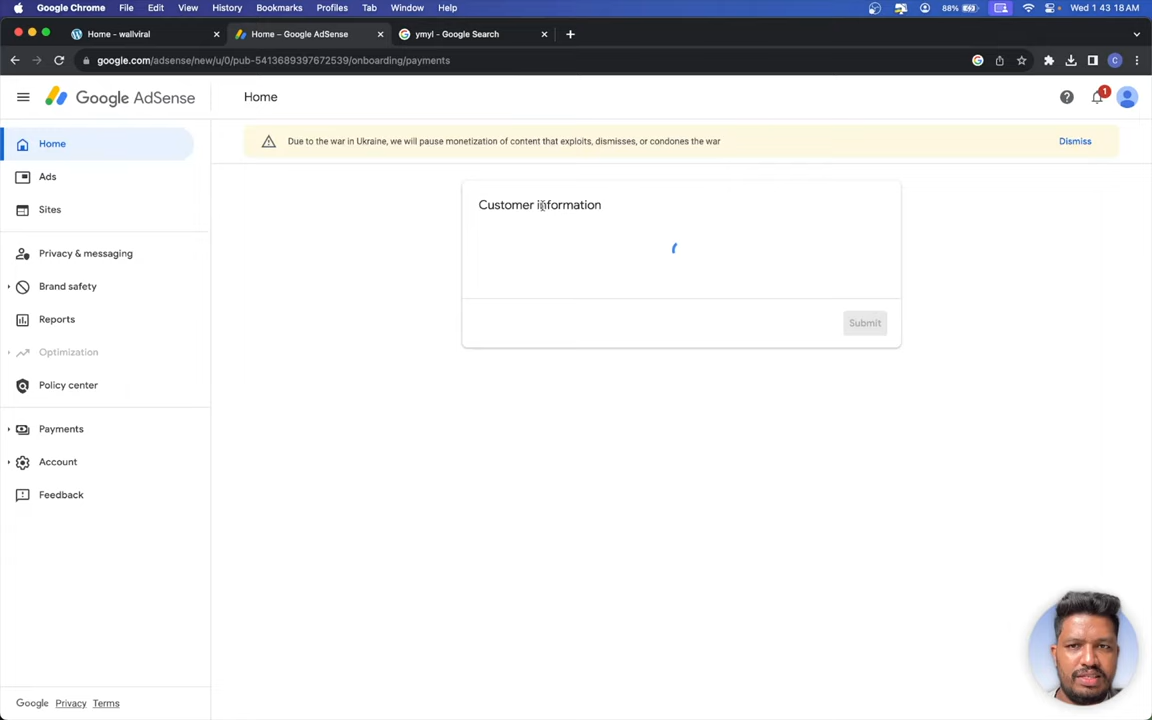 Google Chrome File Edit View History Bookmarks Profiles Tab Window Help 88% Wed 1 43 18 AM
Home - wallviral Home – Google AdSense ymyl - Google Search
google.com/adsense/new/u/0/pub-5413689397672539/onboarding/payments C
Google AdSense Home 1
Due to the war in Ukraine, we will pause monetization of content that exploits, dismisses, or condones the war Dismiss
Home
Ads
Sites
Privacy & messaging
Brand safety
Reports
Optimization
Policy center
Payments
Account
Feedback
Customer information
Submit
Google Privacy Terms